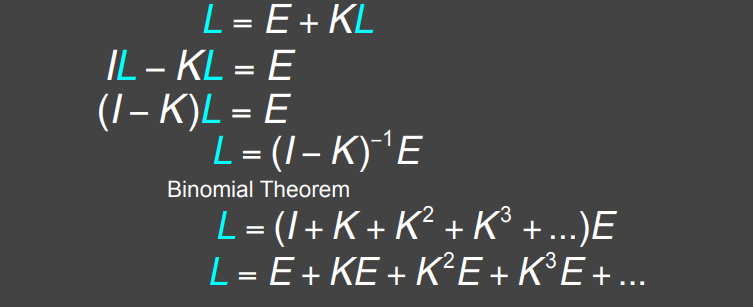 L = E + KL
IL – KL = E
(I – K)L = E
L = (I – K)⁻¹E
Binomial Theorem
L = (I + K + K² + K³ + ...)E
L = E + KE + K²E + K³E + ...